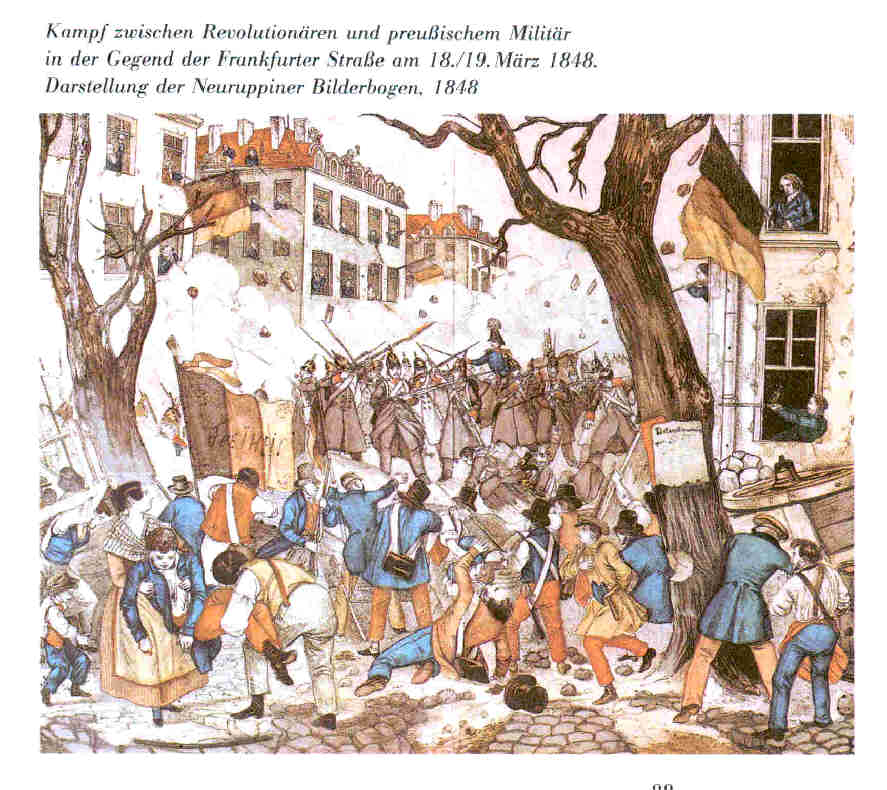 Kampf zwischen Revolutionären und preußischem Militär
in der Gegend der Frankfurter Straße am 18./19. März 1848.
Darstellung der Neuruppiner Bilderbogen, 1848